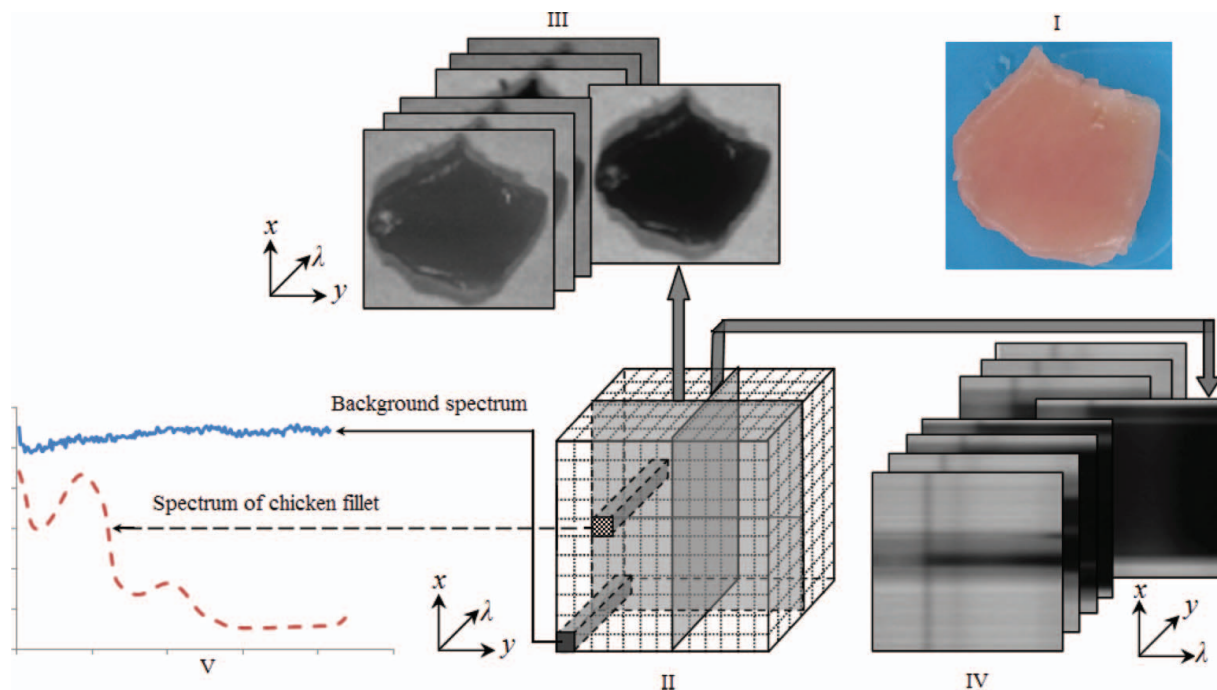 III
I
x
λ
y
Background spectrum
Spectrum of chicken fillet
x
λ
y
x
y
λ
V
II
IV